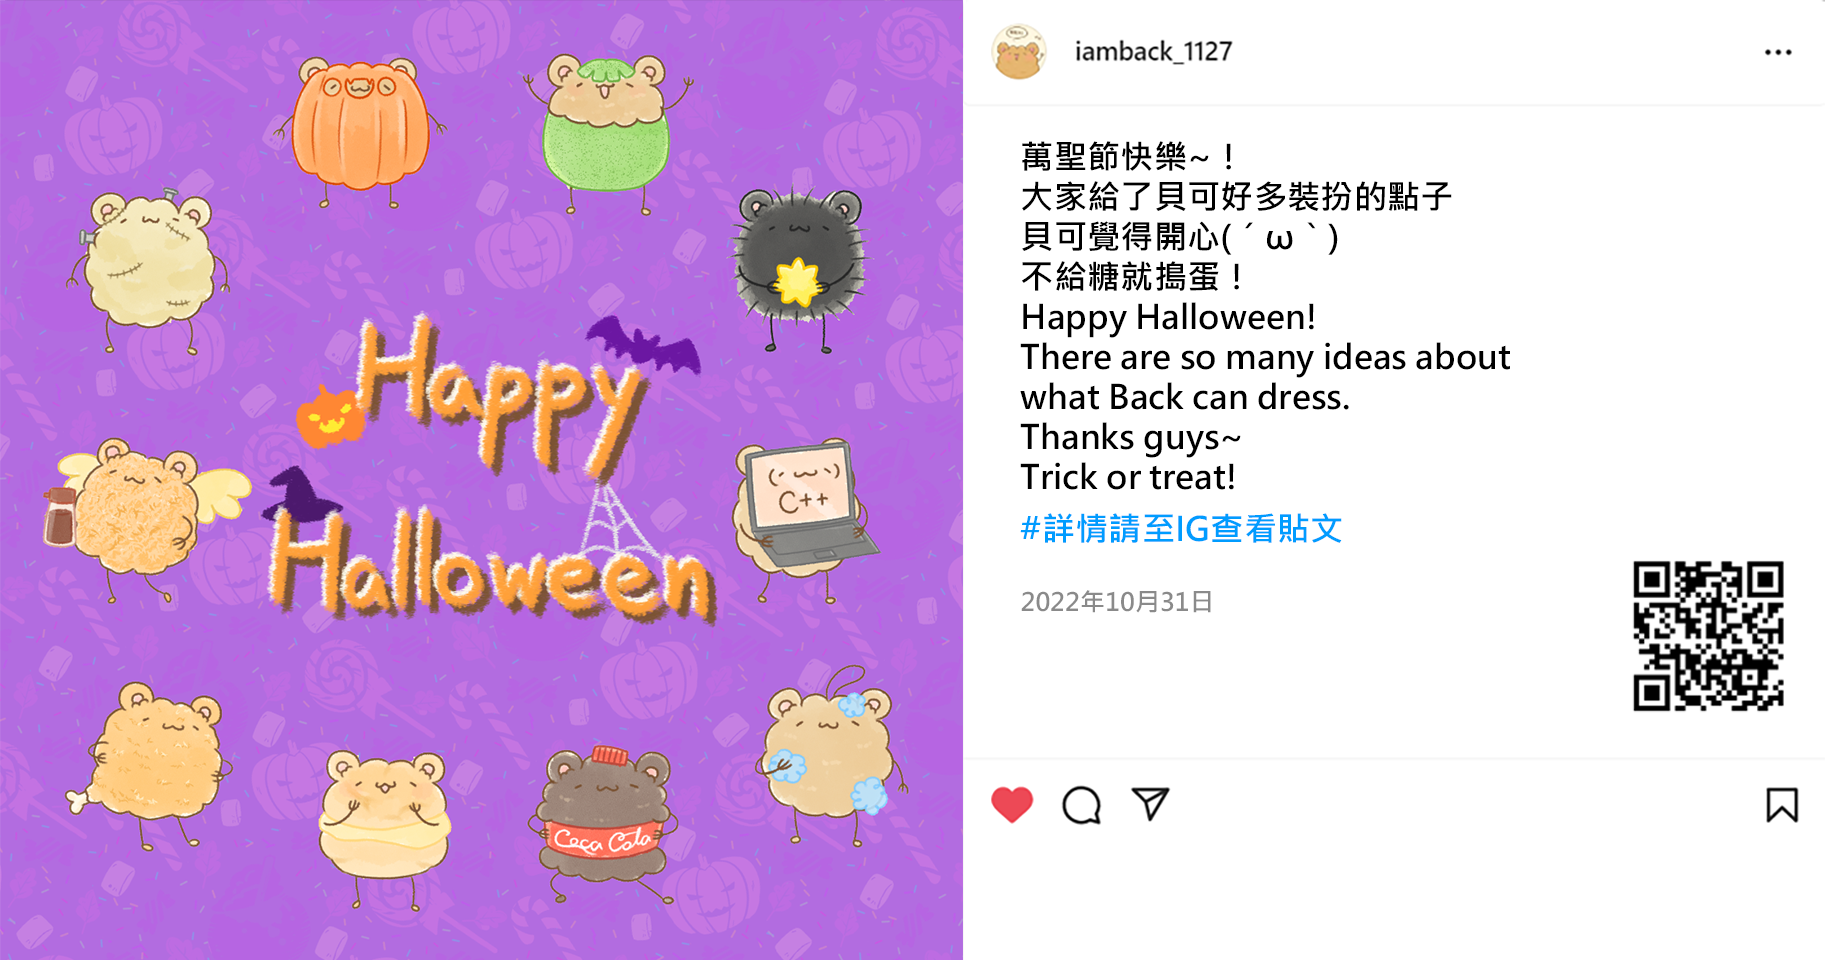 Happy
Halloween
(´ω`)
C++
Coca Cola
iamback_1127
萬聖節快樂~！
大家給了貝可好多裝扮的點子
貝可覺得開心(´ω`)
不給糖就搗蛋！
Happy Halloween!
There are so many ideas about
what Back can dress.
Thanks guys~
Trick or treat!
#詳情請至IG查看貼文
2022年10月31日